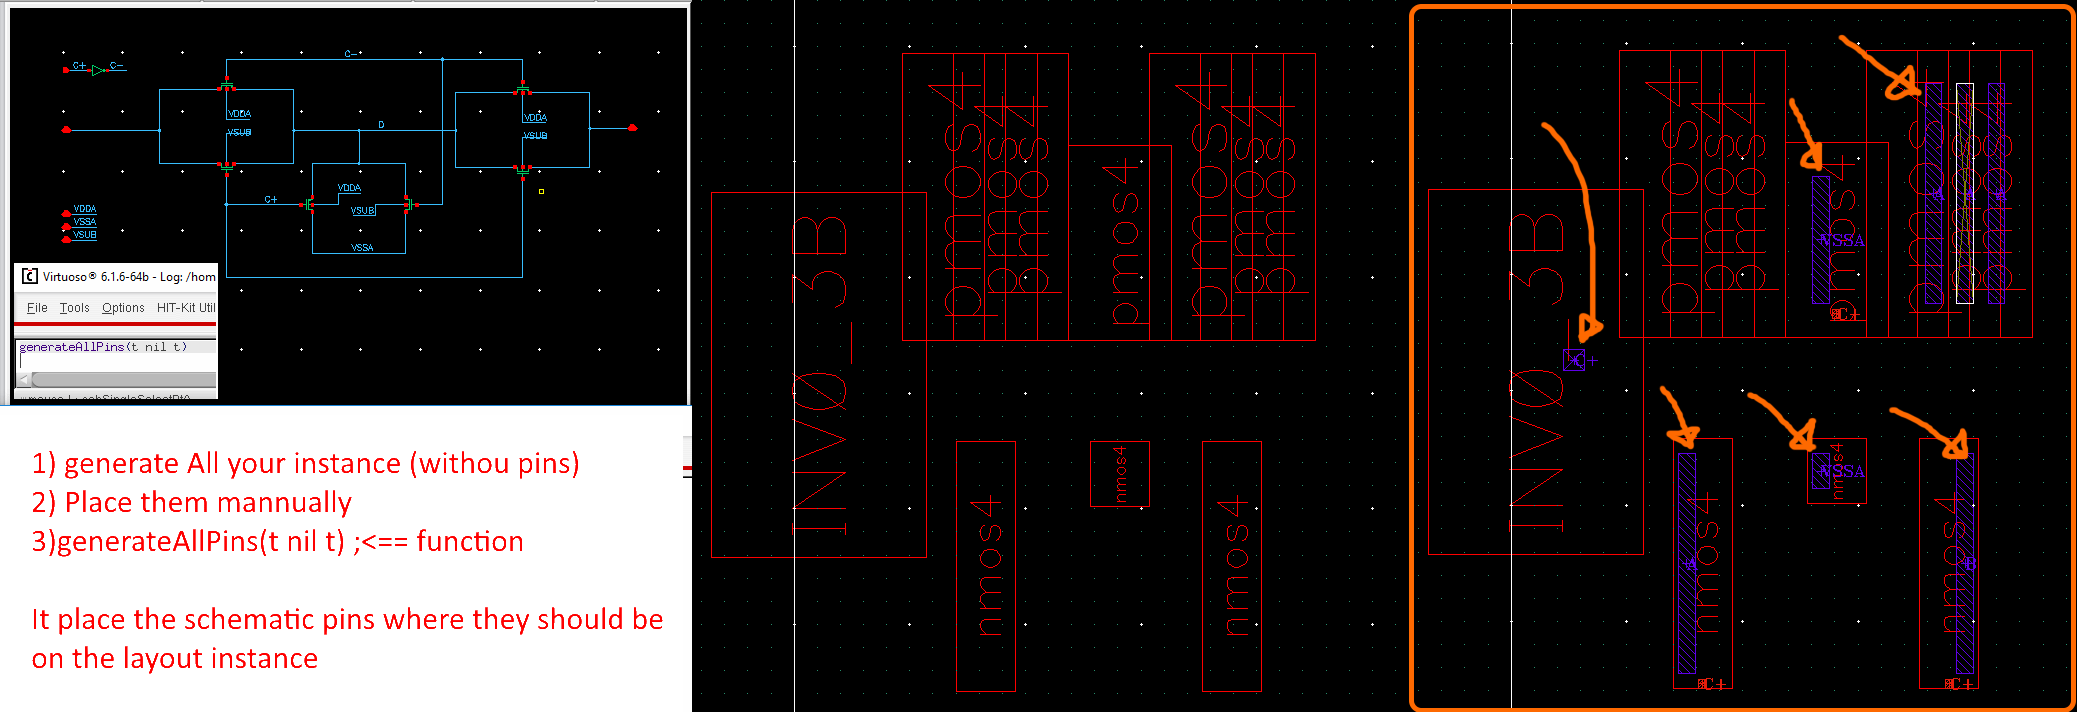 C-
C+ C-
VDDA
VSUB
D
VDDA
VSUB
VDDA
C+
VSUB
VDDA
VSSA
VSUB
VSSA
Virtuoso® 6.1.6-64b - Log: /hom
File Tools Options HIT-Kit Util
generateAllPins(t nil t)
1) generate All your instance (withou pins)
2) Place them mannually
3)generateAllPins(t nil t) ;<== function
It place the schematic pins where they should be
on the layout instance
INV0_3B
pmos4
pmos4
pmos4
pmos4
pmos4
pmos4
pmos4
nmos4
nmos4
nmos4
INV0_3B
C+
pmos4
pmos4
pmos4
pmos4
VSSA
C+
pmos4
pmos4
pmos4
A
A
A
nmos4
A
C+
nmos4
VSSA
nmos4
B
C+